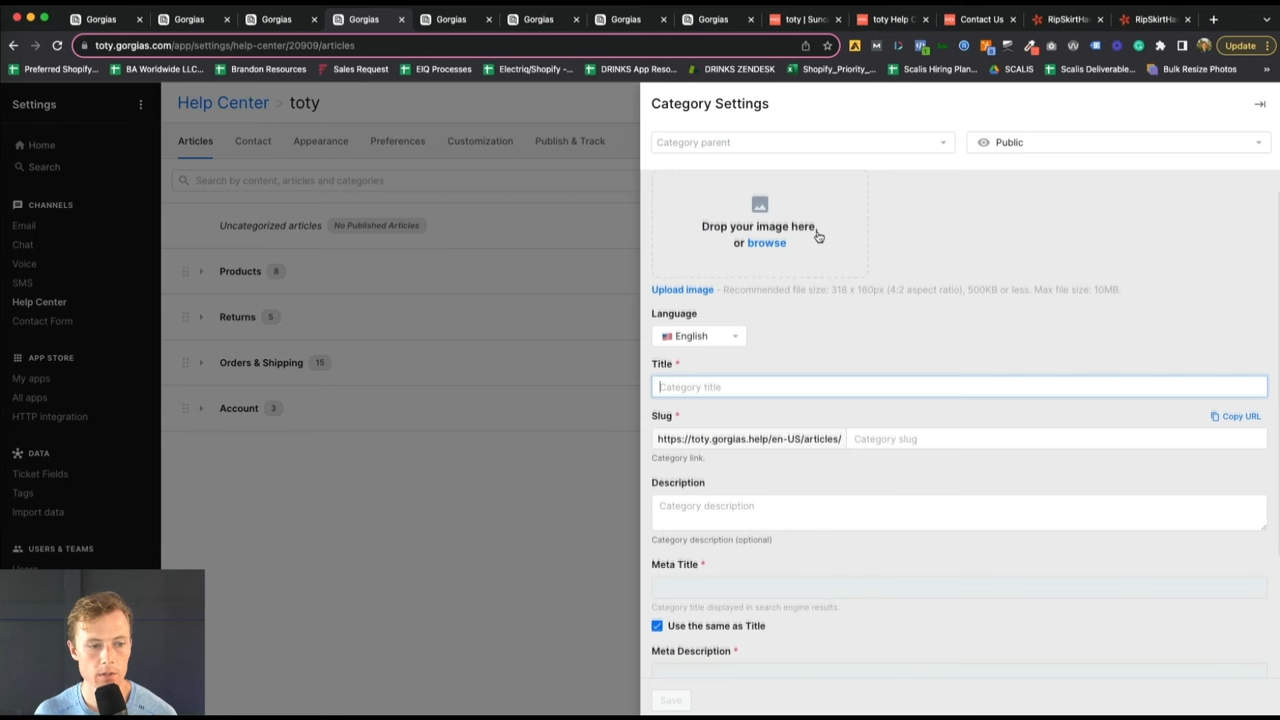 Gorgias
Gorgias
Gorgias
Gorgias
Gorgias
Gorgias
Gorgias
Gorgias
toty | Sunc
toty Help C
Contact Us
RipSkirtHa
RipSkirtHa
toty.gorgias.com/app/settings/help-center/20909/articles
Update
Preferred Shopify...
BA Worldwide LLC...
Brandon Resources
Sales Request
EIQ Processes
Electriq/Shopify -...
DRINKS App Reso...
DRINKS ZENDESK
Shopify_Priority_...
Scalis Hiring Plan...
SCALIS
Scalis Deliverable...
Bulk Resize Photos
Settings
Home
Search
CHANNELS
Email
Chat
Voice
SMS
Help Center
Contact Form
APP STORE
My apps
All apps
HTTP integration
DATA
Ticket Fields
Tags
Import data
USERS & TEAMS
Help Center > toty
Articles
Contact
Appearance
Preferences
Customization
Publish & Track
Search by content, articles and categories
Uncategorized articles
No Published Articles
Products 8
Returns 5
Orders & Shipping 15
Account 3
Category Settings
Category parent
Public
Drop your image here,
or browse
Upload image - Recommended file size: 318 x 160px (4:2 aspect ratio), 500KB or less. Max file size: 10MB.
Language
English
Title *
Category title
Slug *
Copy URL
https://toty.gorgias.help/en-US/articles/
Category slug
Category link.
Description
Category description
Category description (optional)
Meta Title *
Category title displayed in search engine results.
Use the same as Title
Meta Description *
Save